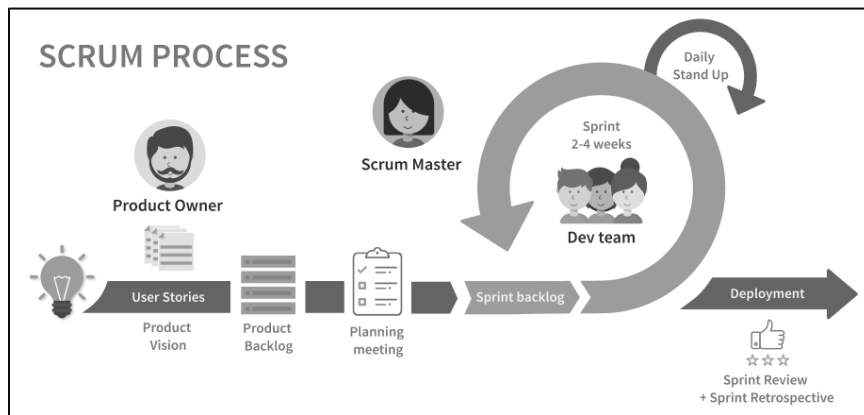 SCRUM PROCESS
Daily
Stand Up
Sprint
2-4 weeks
Scrum Master
Product Owner
Dev team
User Stories
Sprint backlog
Deployment
Product
Vision
Product
Backlog
Planning
meeting
Sprint Review
+ Sprint Retrospective